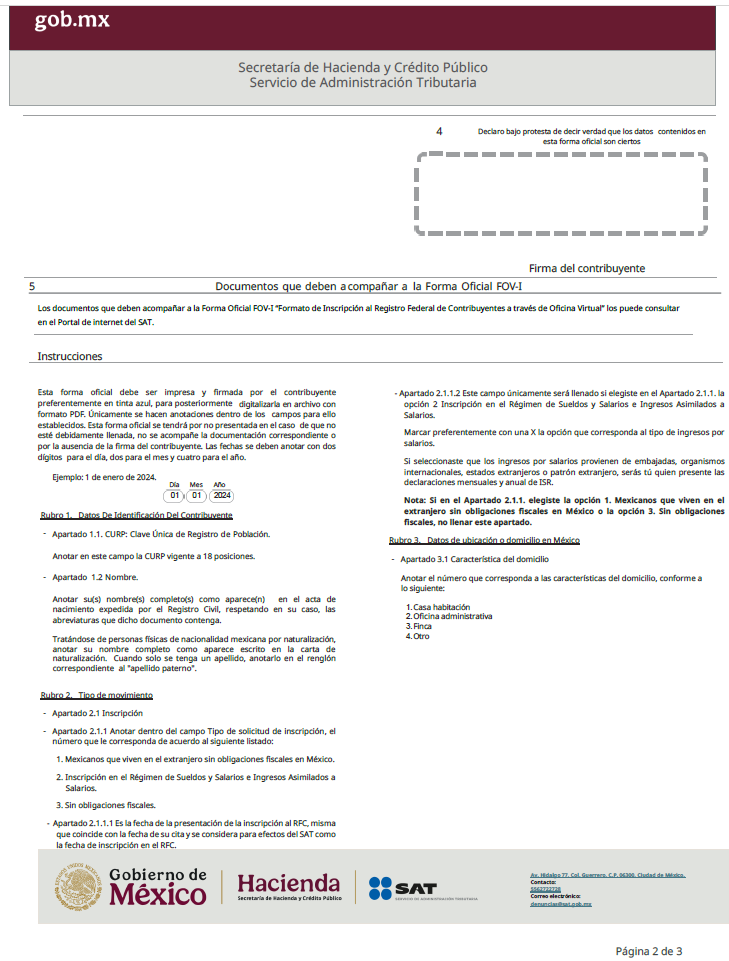 gob.mx
Secretaría de Hacienda y Crédito Público
Servicio de Administración Tributaria
4
Declaro bajo protesta de decir verdad que los datos contenidos en
esta forma oficial son ciertos
Firma del contribuyente
5
Documentos que deben acompañar a la Forma Oficial FOV-I
Los documentos que deben acompañar a la Forma Oficial FOV-I "Formato de Inscripción al Registro Federal de Contribuyentes a través de Oficina Virtual" los puede consultar
en el Portal de internet del SAT.
Instrucciones
Esta forma oficial debe ser impresa y firmada por el contribuyente
preferentemente en tinta azul, para posteriormente digitalizarla en archivo con
formato PDF. Únicamente se hacen anotaciones dentro de los campos para ello
establecidos. Esta forma oficial se tendrá por no presentada en el caso de que no
esté debidamente llenada, no se acompañe la documentación correspondiente o
por la ausencia de la firma del contribuyente. Las fechas se deben anotar con dos
dígitos para el día, dos para el mes y cuatro para el año.
Ejemplo: 1 de enero de 2024.
Día Mes Año
01 01 2024
Rubro 1. Datos De Identificación Del Contribuyente
- Apartado 1.1. CURP: Clave Única de Registro de Población.
Anotar en este campo la CURP vigente a 18 posiciones.
- Apartado 1.2 Nombre.
Anotar su(s) nombre(s) completo(s) como aparece(n) en el acta de
nacimiento expedida por el Registro Civil, respetando en su caso, las
abreviaturas que dicho documento contenga.
Tratándose de personas físicas de nacionalidad mexicana por naturalización,
anotar su nombre completo como aparece escrito en la carta de
naturalización. Cuando solo se tenga un apellido, anotarlo en el renglón
correspondiente al "apellido paterno".
Rubro 2. Tipo de movimiento
- Apartado 2.1 Inscripción
- Apartado 2.1.1 Anotar dentro del campo Tipo de solicitud de inscripción, el
número que le corresponda de acuerdo al siguiente listado:
1. Mexicanos que viven en el extranjero sin obligaciones fiscales en México.
2. Inscripción en el Régimen de Sueldos y Salarios e Ingresos Asimilados a
Salarios.
3. Sin obligaciones fiscales.
- Apartado 2.1.1.1 Es la fecha de la presentación de la inscripción al RFC, misma
que coincide con la fecha de su cita y se considera para efectos del SAT como
la fecha de inscripción en el RFC.
- Apartado 2.1.1.2 Este campo únicamente será llenado si elegiste en el Apartado 2.1.1. la
opción 2 Inscripción en el Régimen de Sueldos y Salarios e Ingresos Asimilados a
Salarios.
Marcar preferentemente con una X la opción que corresponda al tipo de ingresos por
salarios.
Si seleccionaste que los ingresos por salarios provienen de embajadas, organismos
internacionales, estados extranjeros o patrón extranjero, serás tú quien presente las
declaraciones mensuales y anual de ISR.
Nota: Si en el Apartado 2.1.1. elegiste la opción 1. Mexicanos que viven en el
extranjero sin obligaciones fiscales en México o la opción 3. Sin obligaciones
fiscales, no llenar este apartado.
Rubro 3. Datos de ubicación o domicilio en México
- Apartado 3.1 Característica del domicilio
Anotar el número que corresponda a las características del domicilio, conforme a
lo siguiente:
1. Casa habitación
2. Oficina administrativa
3. Finca
4. Otro
Gobierno de
México
Hacienda
Secretaría de Hacienda y Crédito Público
SAT
SERVICIO DE ADMINISTRACIÓN TRIBUTARIA
Av. Hidalgo 77, Col. Guerrero, C.P. 06300, Ciudad de México.
Contacto:
Correo electrónico:
denuncias@sat.gob.mx
Página 2 de 3